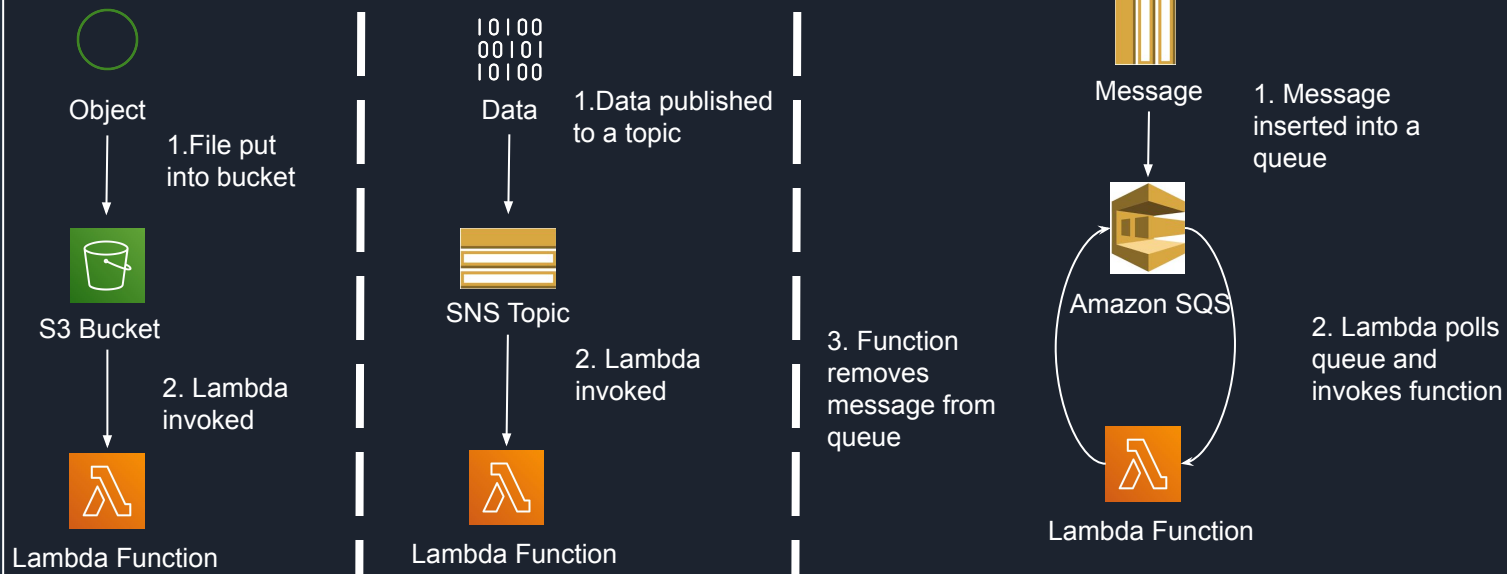 Object
1.File put
into bucket
S3 Bucket
2. Lambda
invoked
Lambda Function
10100
00101
10100
Data
1.Data published
to a topic
SNS Topic
2. Lambda
invoked
Lambda Function
Message
1. Message
inserted into a
queue
Amazon SQS
2. Lambda polls
queue and
invokes function
3. Function
removes
message from
queue
Lambda Function